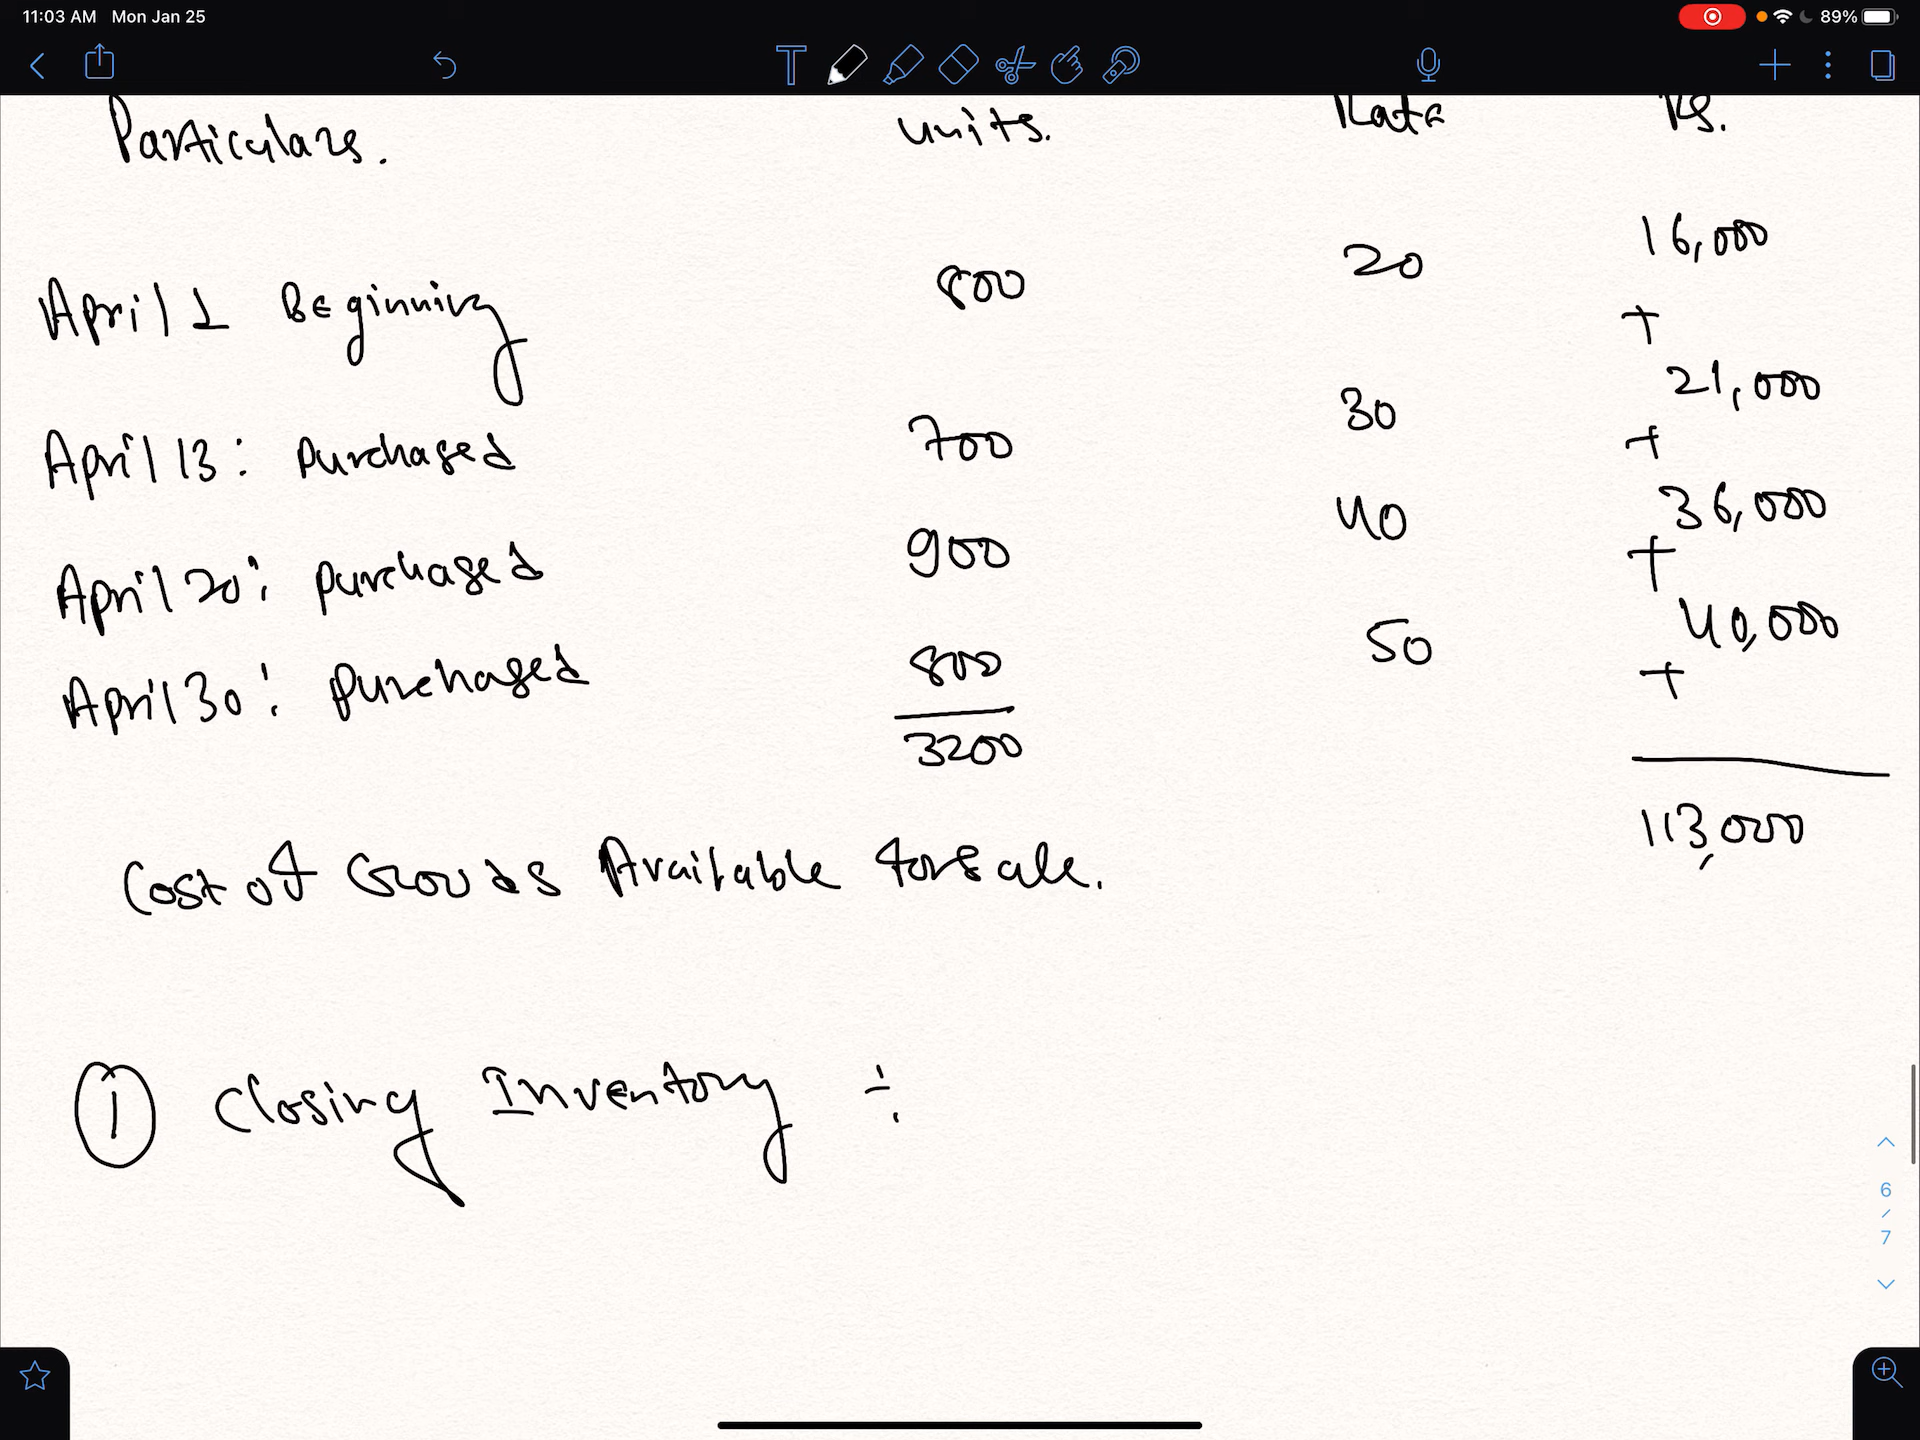 11:03 AM Mon Jan 25 89%
Particulars. units. Rate Rs.
April 1 Beginning 800 20 16,000
+
April 13: purchased 700 30 21,000
+
April 20: purchased 900 40 36,000
+
April 30: purchased 800 50 40,000
+
3200
Cost of Goods Available forsale. 113,000
① Closing Inventory ÷
6
/
7